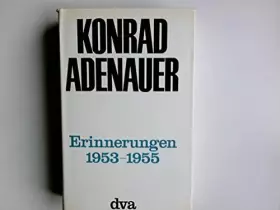 KONRAD
ADENAUER
Erinnerungen
1953-1955
dva